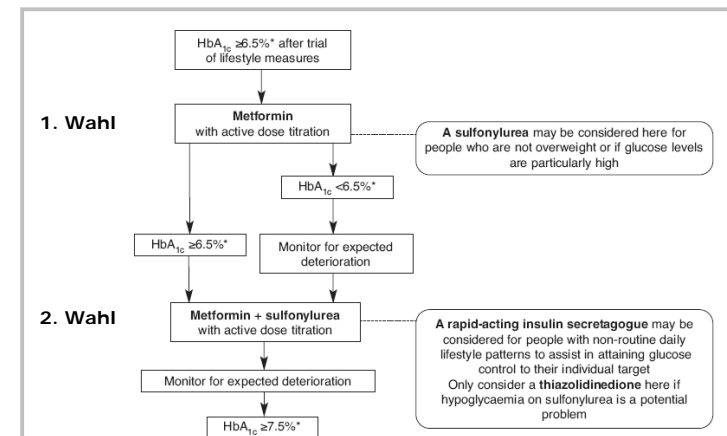 HbA1c ≥6.5%* after trial
of lifestyle measures
1. Wahl
Metformin
with active dose titration
A sulfonylurea may be considered here for
people who are not overweight or if glucose levels
are particularly high
HbA1c <6.5%*
HbA1c ≥6.5%*
Monitor for expected
deterioration
2. Wahl
Metformin + sulfonylurea
with active dose titration
A rapid-acting insulin secretagogue may be
considered for people with non-routine daily
lifestyle patterns to assist in attaining glucose
control to their individual target
Only consider a thiazolidinedione here if
hypoglycaemia on sulfonylurea is a potential
problem
Monitor for expected deterioration
HbA1c ≥7.5%*